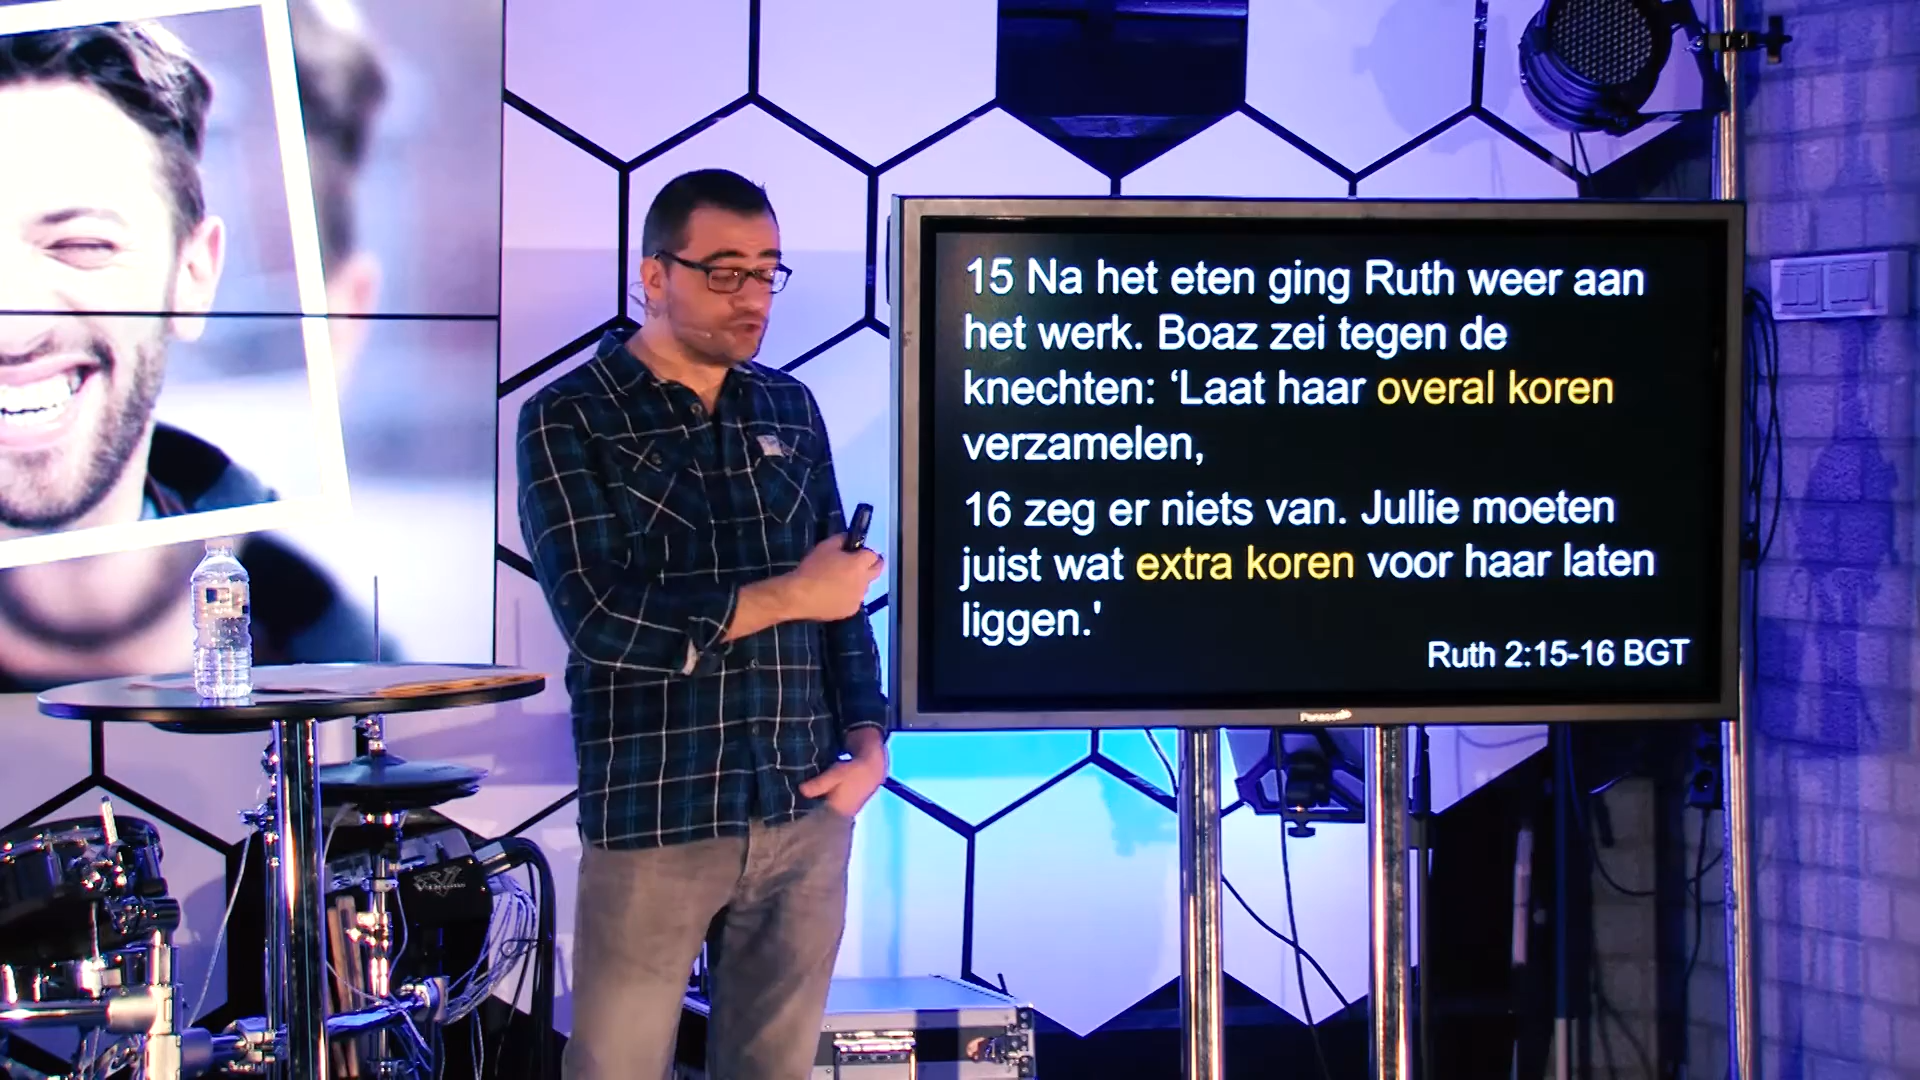 15 Na het eten ging Ruth weer aan
het werk. Boaz zei tegen de
knechten: ‘Laat haar overal koren
verzamelen,
16 zeg er niets van. Jullie moeten
juist wat extra koren voor haar laten
liggen.'
Ruth 2:15-16 BGT
Panasonic